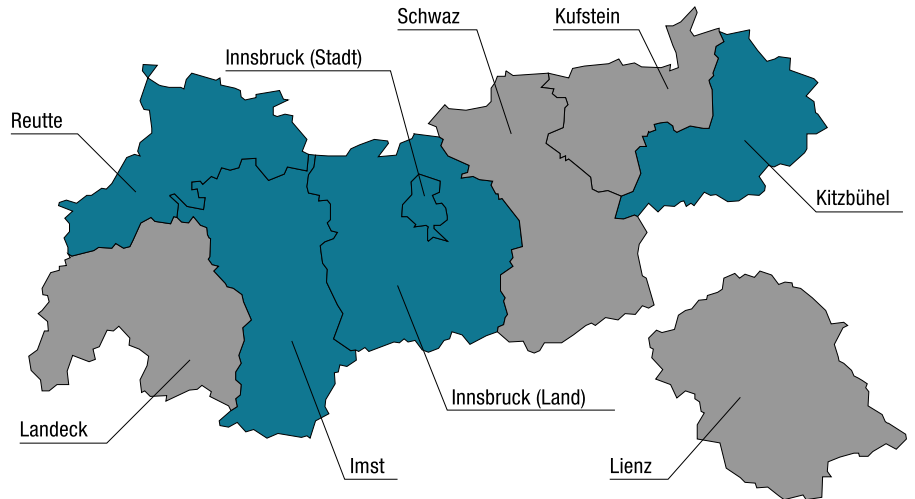 Schwaz
Kufstein
Innsbruck (Stadt)
Reutte
Kitzbühel
Innsbruck (Land)
Landeck
Imst
Lienz